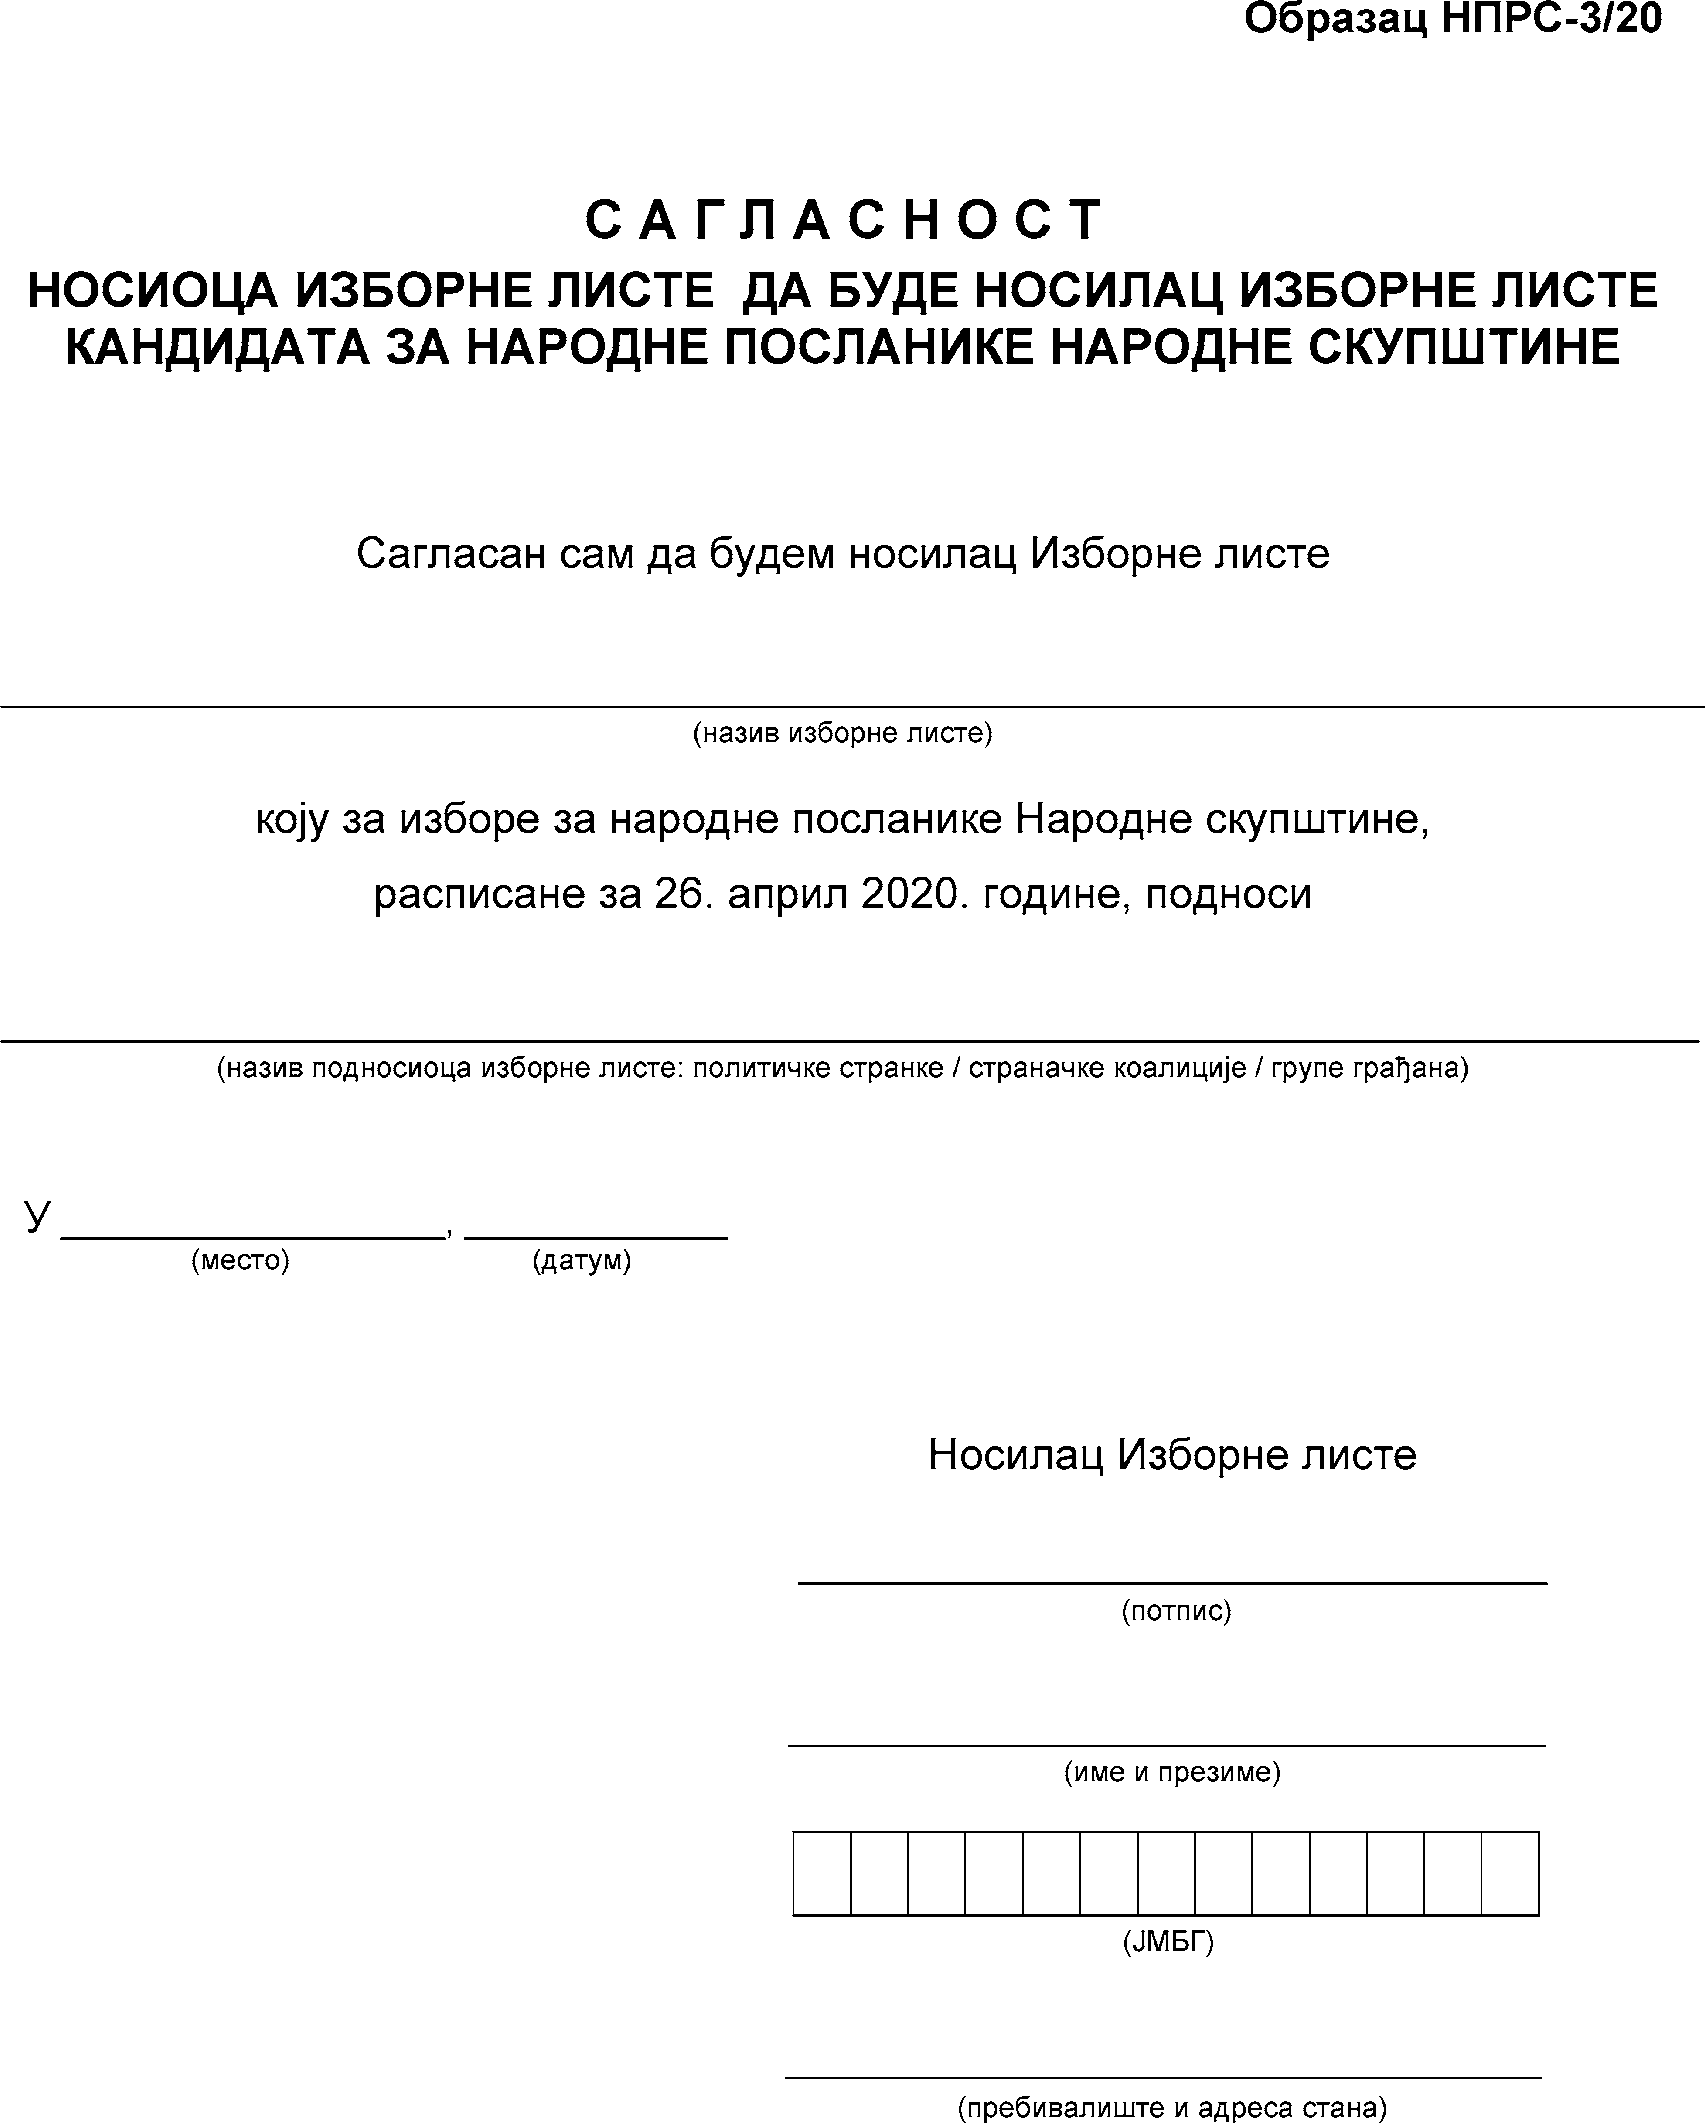 Образац НПРС-3/20
С А Г Л А С Н О С Т
НОСИОЦА ИЗБОРНЕ ЛИСТЕ ДА БУДЕ НОСИЛАЦ ИЗБОРНЕ ЛИСТЕ
КАНДИДАТА ЗА НАРОДНЕ ПОСЛАНИКЕ НАРОДНЕ СКУПШТИНЕ
Сагласан сам да будем носилац Изборне листе
(назив изборне листе)
коју за изборе за народне посланике Народне скупштине,
расписане за 26. април 2020. године, подноси
(назив подносиоца изборне листе: политичке странке / страначке коалиције / групе грађана)
У ________________, ___________
(место) (датум)
Носилац Изборне листе
(потпис)
(име и презиме)
(ЈМБГ)
(пребивалиште и адреса стана)